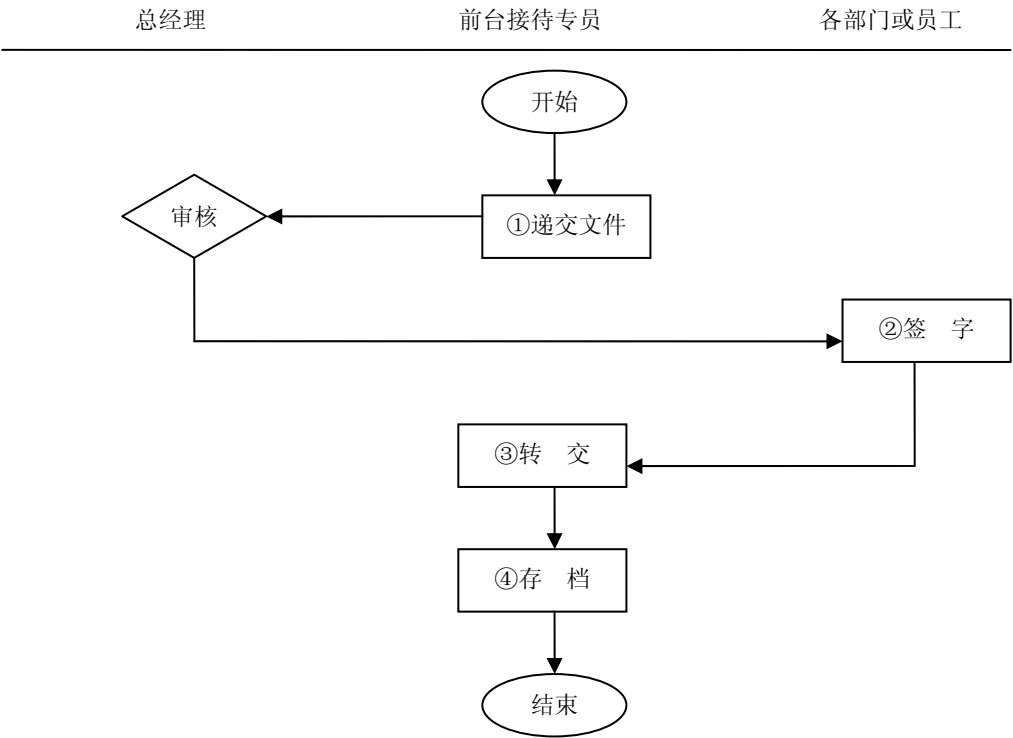 总经理 前台接待专员 各部门或员工
开始
审核
①递交文件
②签 字
③转 交
④存 档
结束